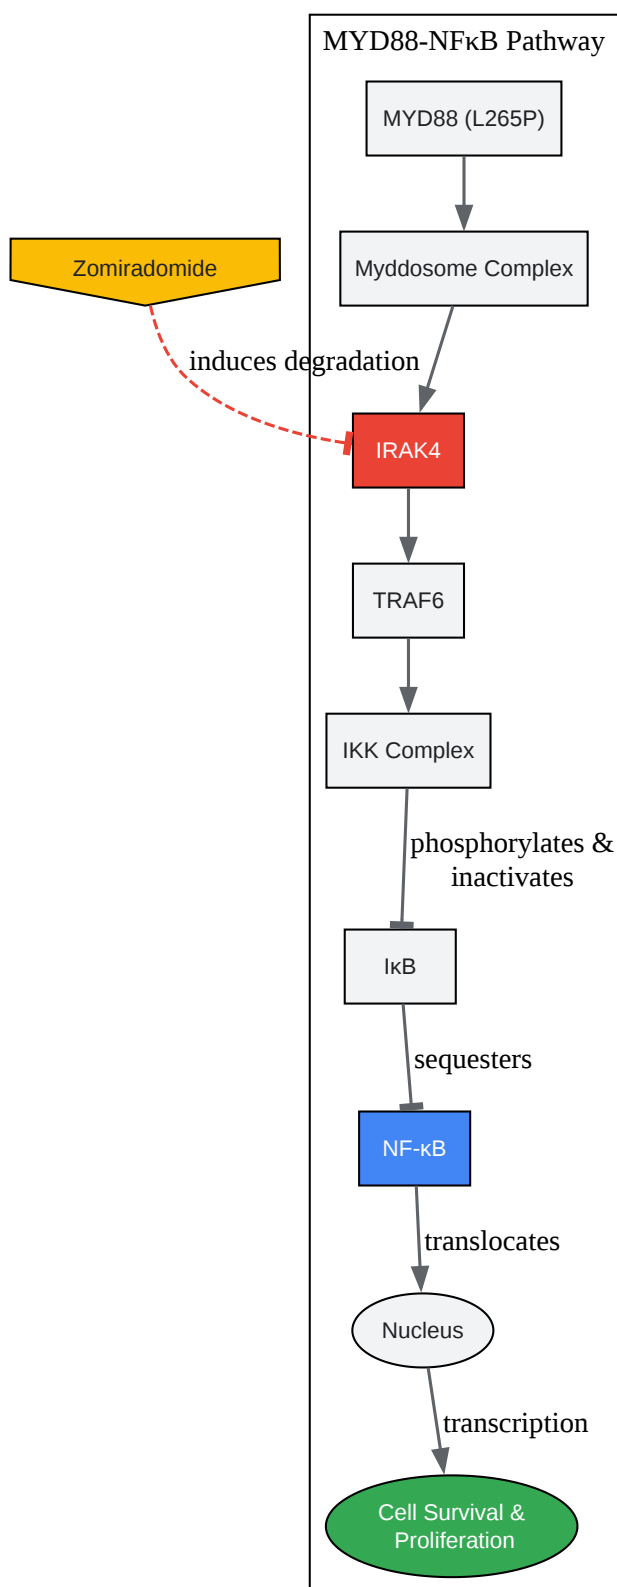 MYD88-NFκB Pathway
MYD88 (L265P)
Myddosome Complex
Zomiradomide
induces degradation
IRAK4
TRAF6
IKK Complex
phosphorylates &
inactivates
IκB
sequesters
NF-κB
translocates
Nucleus
transcription
Cell Survival &
Proliferation